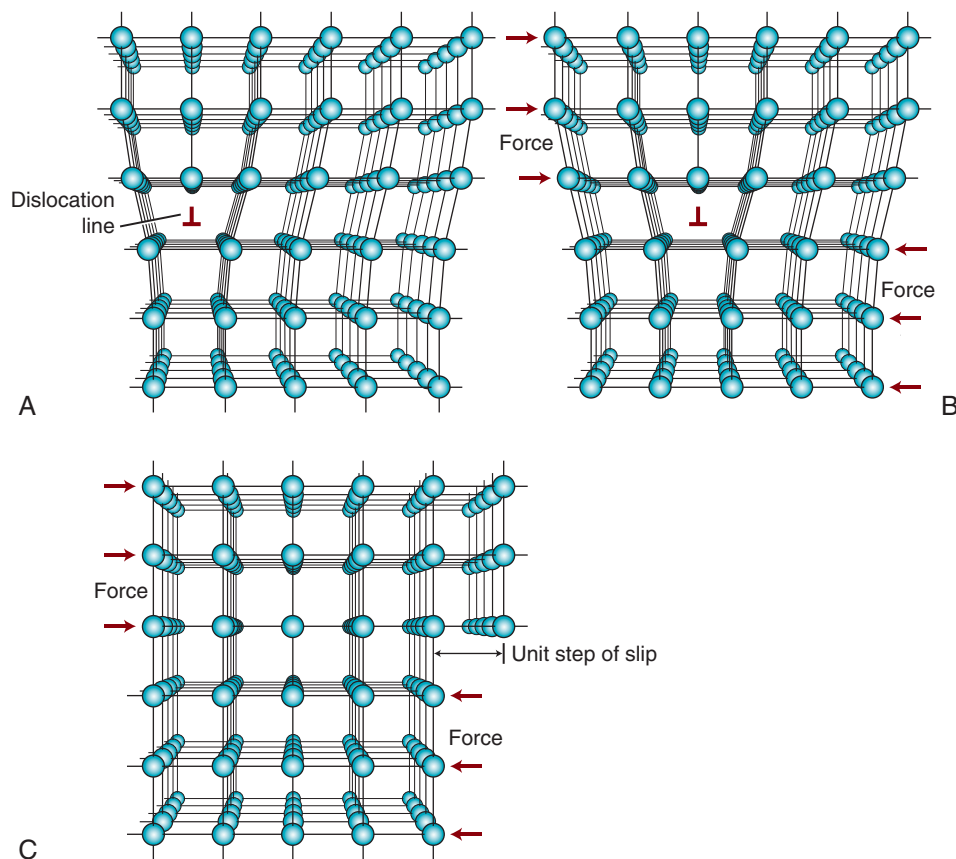 Dislocation
line
⊥
A
Force
⊥
Force
B
Force
Unit step of slip
Force
C